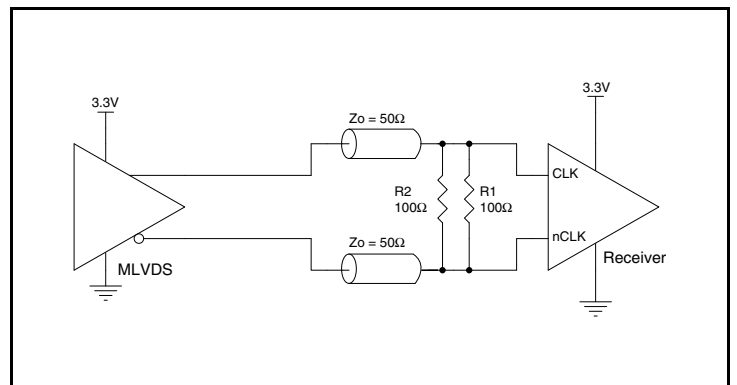 3.3V
3.3V
Zo = 50Ω
CLK
R2
100Ω
R1
100Ω
nCLK
Zo = 50Ω
MLVDS
Receiver